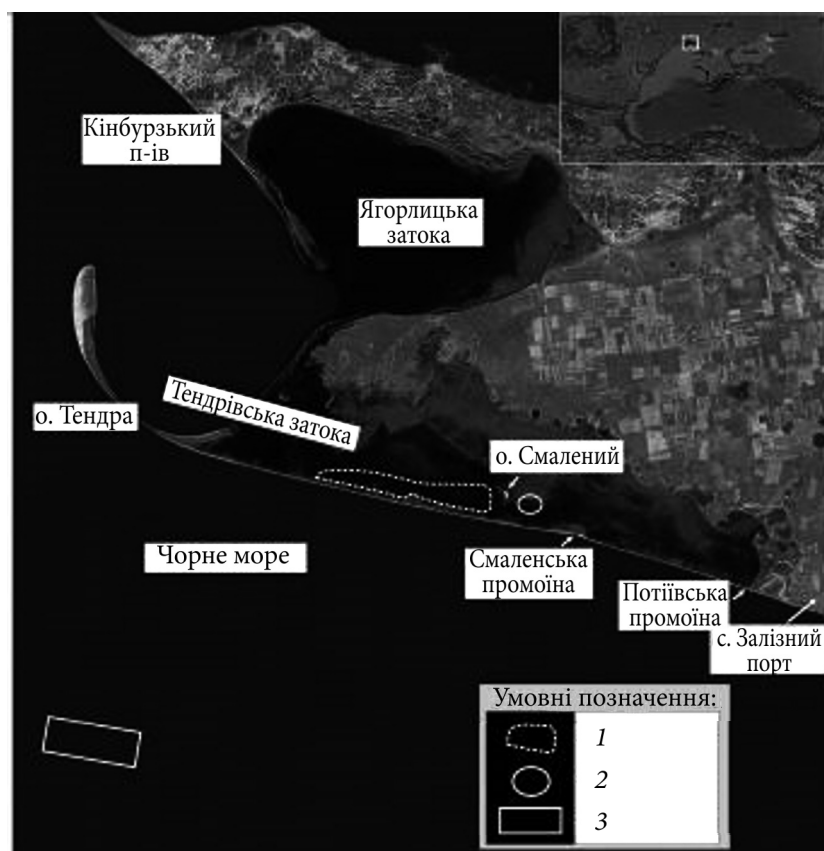 Кінбурзький
п-ів
Ягорлицька
затока
о. Тендра
Тендрівська затока
о. Смалений
Чорне море
Смаленська
промоїна
Потіївська
промоїна
с. Залізний
порт
Умовні позначення:
1
2
3